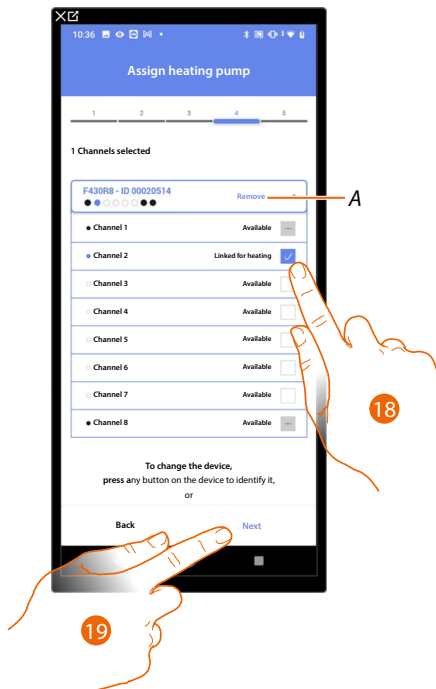 10:36
Assign heating pump
1 2 3 4 5
1 Channels selected
F430R8 - ID 00020514
Remove
A
Channel 1 Available
Channel 2 Linked for heating
Channel 3 Available
Channel 4 Available
Channel 5 Available
Channel 6 Available
Channel 7 Available
Channel 8 Available
18
To change the device,
press any button on the device to identify it,
or
Back Next
19